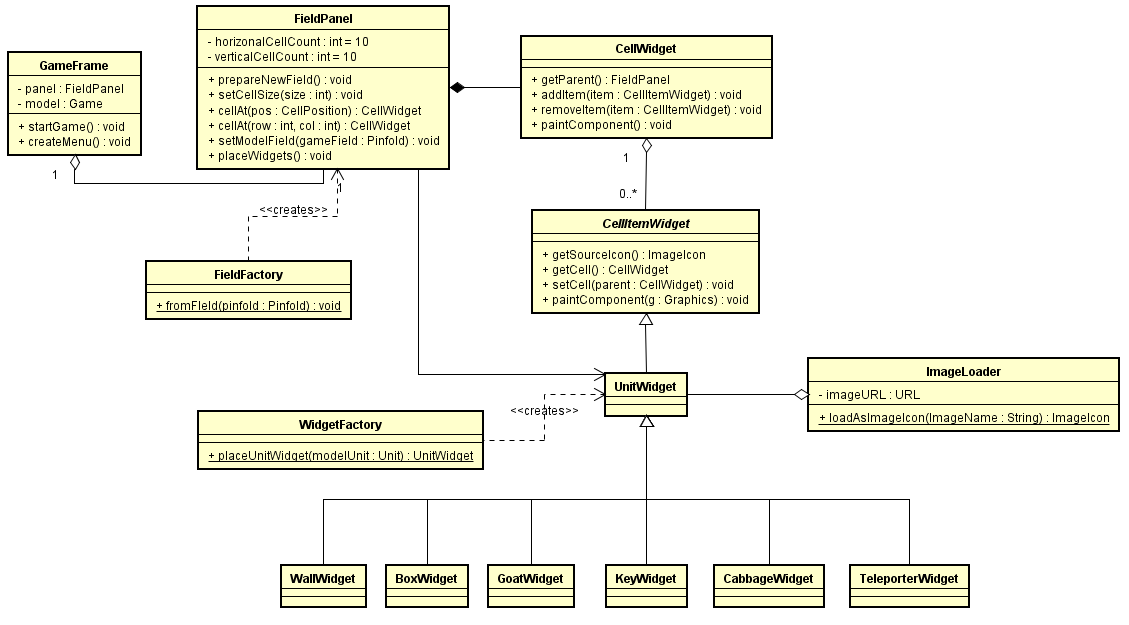 GameFrame
- panel : FieldPanel
- model : Game
+ startGame() : void
+ createMenu() : void
1
FieldPanel
- horizonalCellCount : int = 10
- verticalCellCount : int = 10
+ prepareNewField() : void
+ setCellSize(size : int) : void
+ cellAt(pos : CellPosition) : CellWidget
+ cellAt(row : int, col : int) : CellWidget
+ setModelField(gameField : Pinfold) : void
+ placeWidgets() : void
1
<<creates>>
CellWidget
+ getParent() : FieldPanel
+ addItem(item : CellItemWidget) : void
+ removeItem(item : CellItemWidget) : void
+ paintComponent() : void
1
0..*
CellItemWidget
+ getSourceIcon() : ImageIcon
+ getCell() : CellWidget
+ setCell(parent : CellWidget) : void
+ paintComponent(g : Graphics) : void
FieldFactory
+ fromField(pinfold : Pinfold) : void
UnitWidget
ImageLoader
- imageURL : URL
+ loadAsImageIcon(ImageName : String) : ImageIcon
<<creates>>
WidgetFactory
+ placeUnitWidget(modelUnit : Unit) : UnitWidget
WallWidget
BoxWidget
GoatWidget
KeyWidget
CabbageWidget
TeleporterWidget